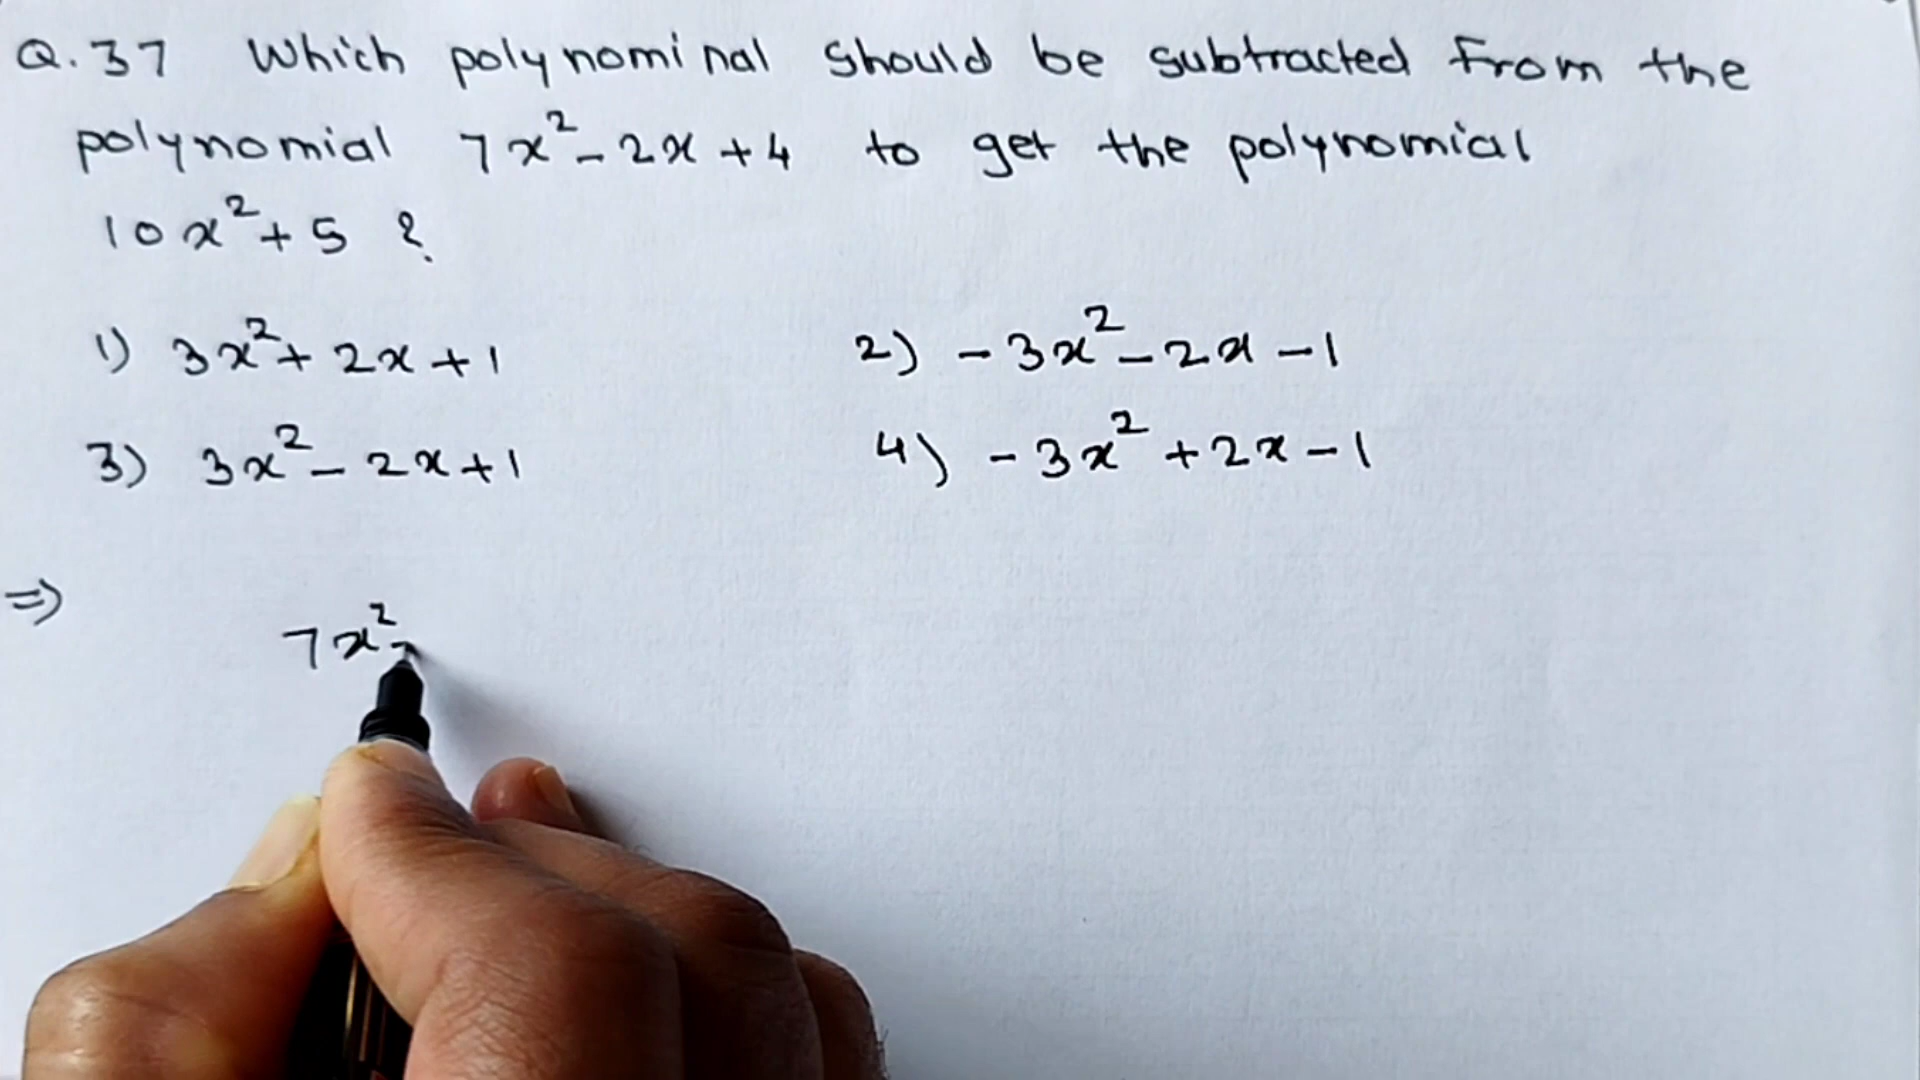 Q.37 Which polynominal should be subtracted from the
polynomial 7x² - 2x + 4 to get the polynomial
10x² + 5 ?
1) 3x² + 2x + 1 2) - 3x² - 2x - 1
3) 3x² - 2x + 1 4) - 3x² + 2x - 1
⇒ 7x² -